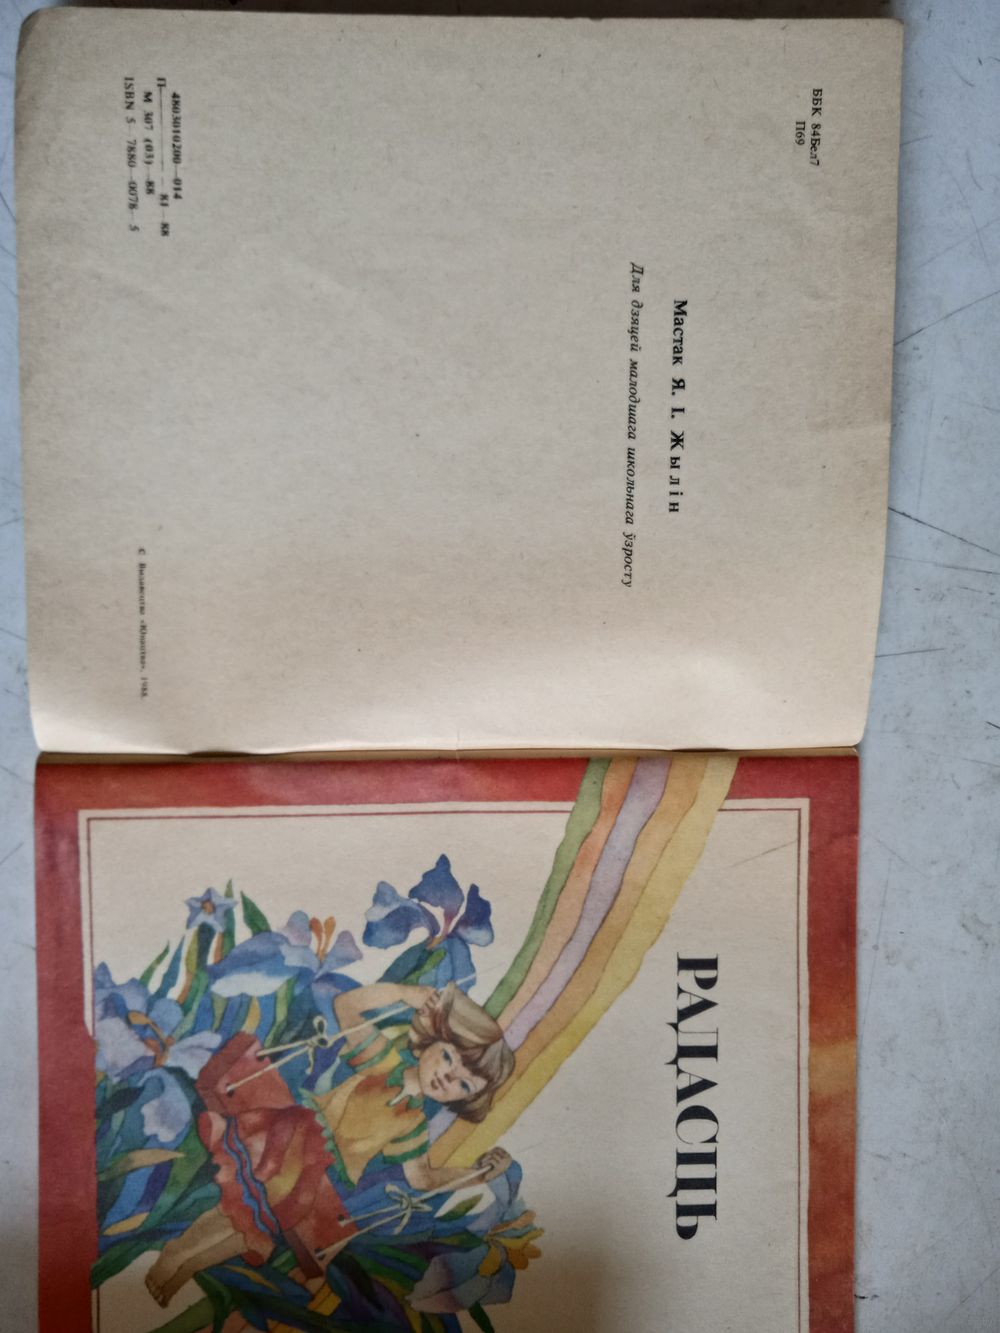 ББК 84Бел7
П69
Мастак Я. І. Жылін
Для дзяцей малодшага школьнага ўзросту
4803010200—014
П———— 81—88
М 307 (03)—88
ISBN 5—7880—0078—5
© Выдавецтва «Юнацтва», 1988.
РАДАСЦЬ